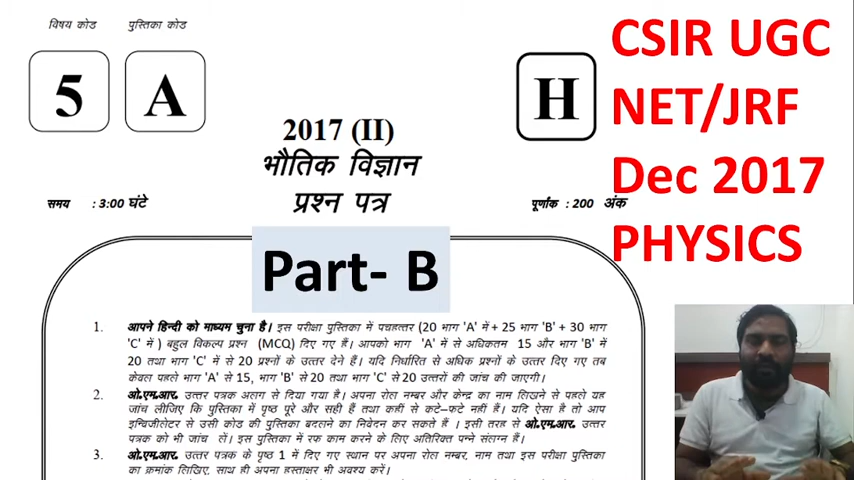 विषय कोड पुस्तिका कोड
5 A H
2017 (II)
भौतिक विज्ञान
प्रश्न पत्र
समय : 3:00 घंटे
पूर्णांक : 200 अंक
CSIR UGC
NET/JRF
Dec 2017
PHYSICS
Part- B
1. आपने हिन्दी को माध्यम चुना है। इस परीक्षा पुस्तिका में पचहत्तर (20 भाग 'A' में + 25 भाग 'B' + 30 भाग
'C' में ) बहुल विकल्प प्रश्न (MCQ) दिए गए हैं। आपको भाग 'A' में से अधिकतम 15 और भाग 'B' में
20 तथा भाग 'C' में से 20 प्रश्नों के उत्तर देने हैं। यदि निर्धारित से अधिक प्रश्नों के उत्तर दिए गए तब
केवल पहले भाग 'A' से 15, भाग 'B' से 20 तथा भाग 'C' से 20 उत्तरों की जांच की जाएगी।
2. ओ.एम.आर. उत्तर पत्रक अलग से दिया गया है। अपना रोल नम्बर और केन्द्र का नाम लिखने से पहले यह
जांच लीजिए कि पुस्तिका में पृष्ठ पूरे और सही हैं तथा कहीं से कटे-फटे नहीं हैं। यदि ऐसा है तो आप
इन्विजीलेटर से उसी कोड की पुस्तिका बदलने का निवेदन कर सकते हैं । इसी तरह से ओ.एम.आर. उत्तर
पत्रक को भी जांच लें। इस पुस्तिका में रफ काम करने के लिए अतिरिक्त पन्ने संलग्न हैं।
3. ओ.एम.आर. उत्तर पत्रक के पृष्ठ 1 में दिए गए स्थान पर अपना रोल नम्बर, नाम तथा इस परीक्षा पुस्तिका
का क्रमांक लिखिए, साथ ही अपना हस्ताक्षर भी अवश्य करें।